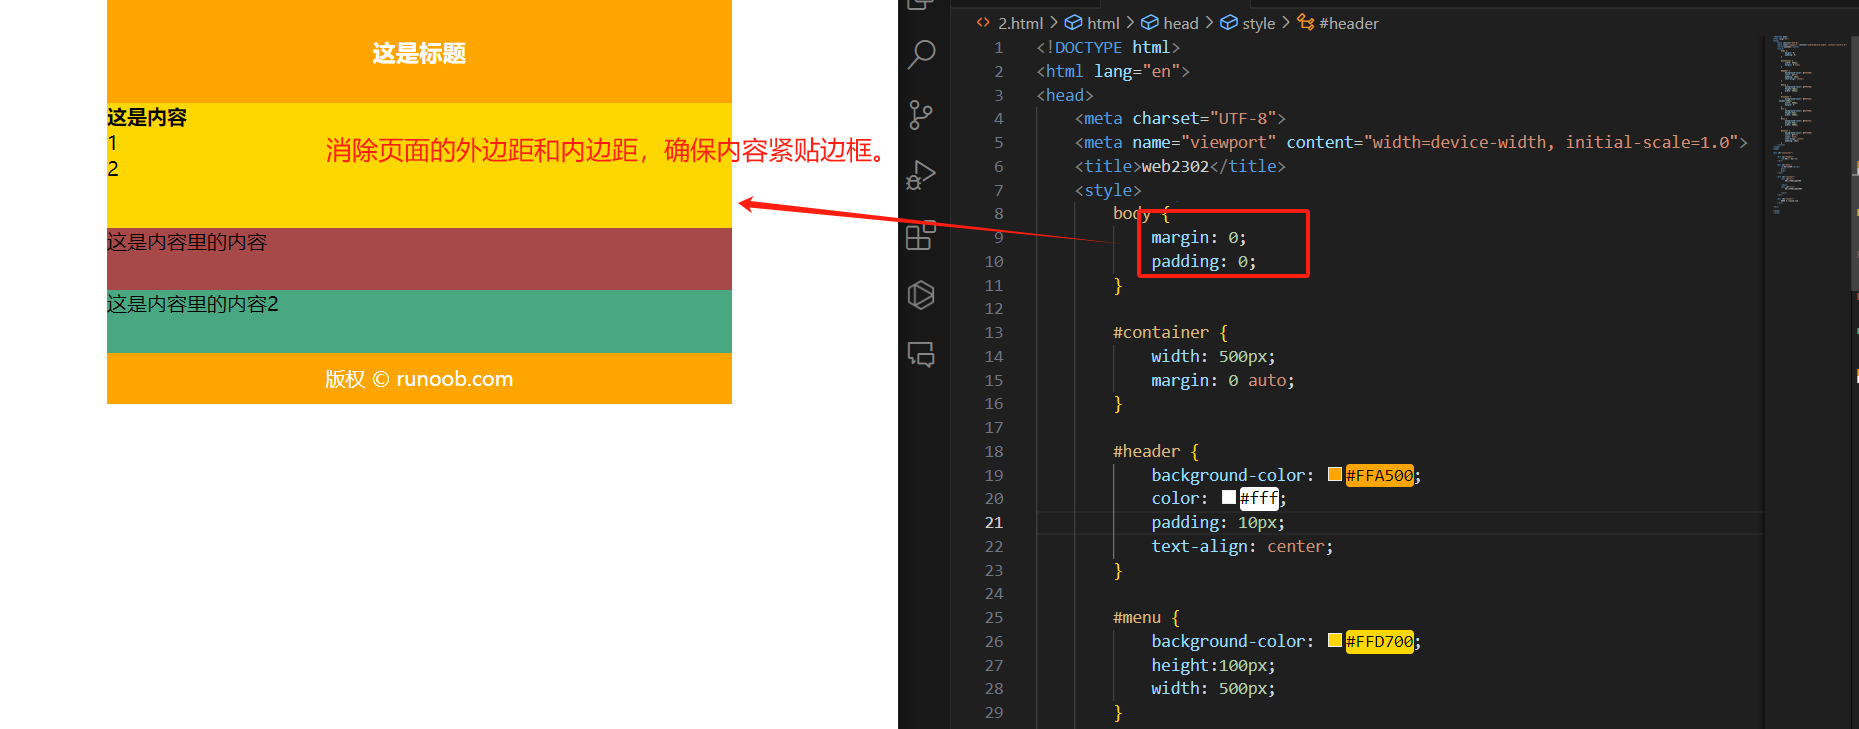 这是标题
这是内容
1
2
消除页面的外边距和内边距，确保内容紧贴边框。
这是内容里的内容
这是内容里的内容2
版权 © runoob.com
2.html > html > head > style > #header
1 <!DOCTYPE html>
2 <html lang="en">
3 <head>
4 <meta charset="UTF-8">
5 <meta name="viewport" content="width=device-width, initial-scale=1.0">
6 <title>web2302</title>
7 <style>
8 body {
9 margin: 0;
10 padding: 0;
11 }
12
13 #container {
14 width: 500px;
15 margin: 0 auto;
16 }
17
18 #header {
19 background-color: #FFA500;
20 color: #fff;
21 padding: 10px;
22 text-align: center;
23 }
24
25 #menu {
26 background-color: #FFD700;
27 height:100px;
28 width: 500px;
29 }